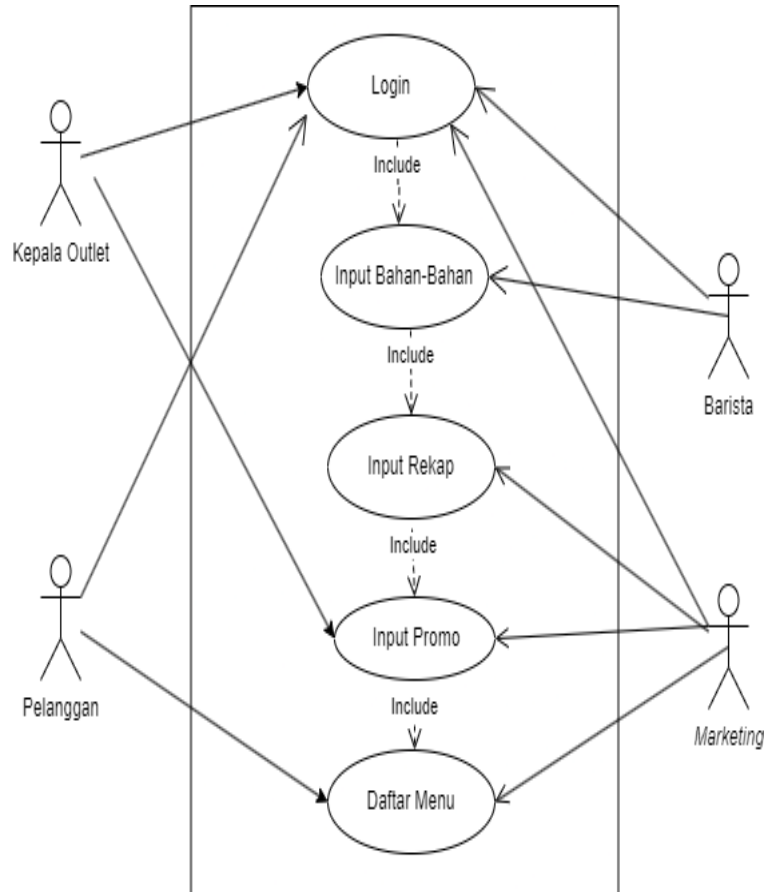 Login
Include
Kepala Outlet
Input Bahan-Bahan
Include
Barista
Input Rekap
Include
Input Promo
Pelanggan
Include
Marketing
Daftar Menu